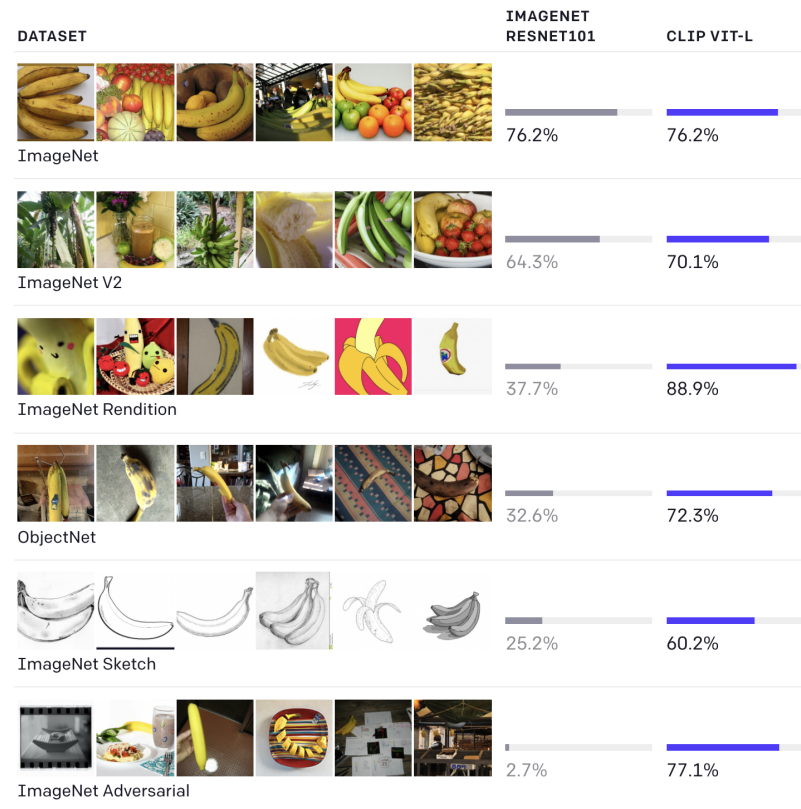 DATASET
IMAGENET
RESNET101
CLIP VIT-L
ImageNet
76.2%
76.2%
ImageNet V2
64.3%
70.1%
ImageNet Rendition
37.7%
88.9%
ObjectNet
32.6%
72.3%
ImageNet Sketch
25.2%
60.2%
ImageNet Adversarial
2.7%
77.1%